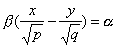 β(x/√p − y/√q) = α